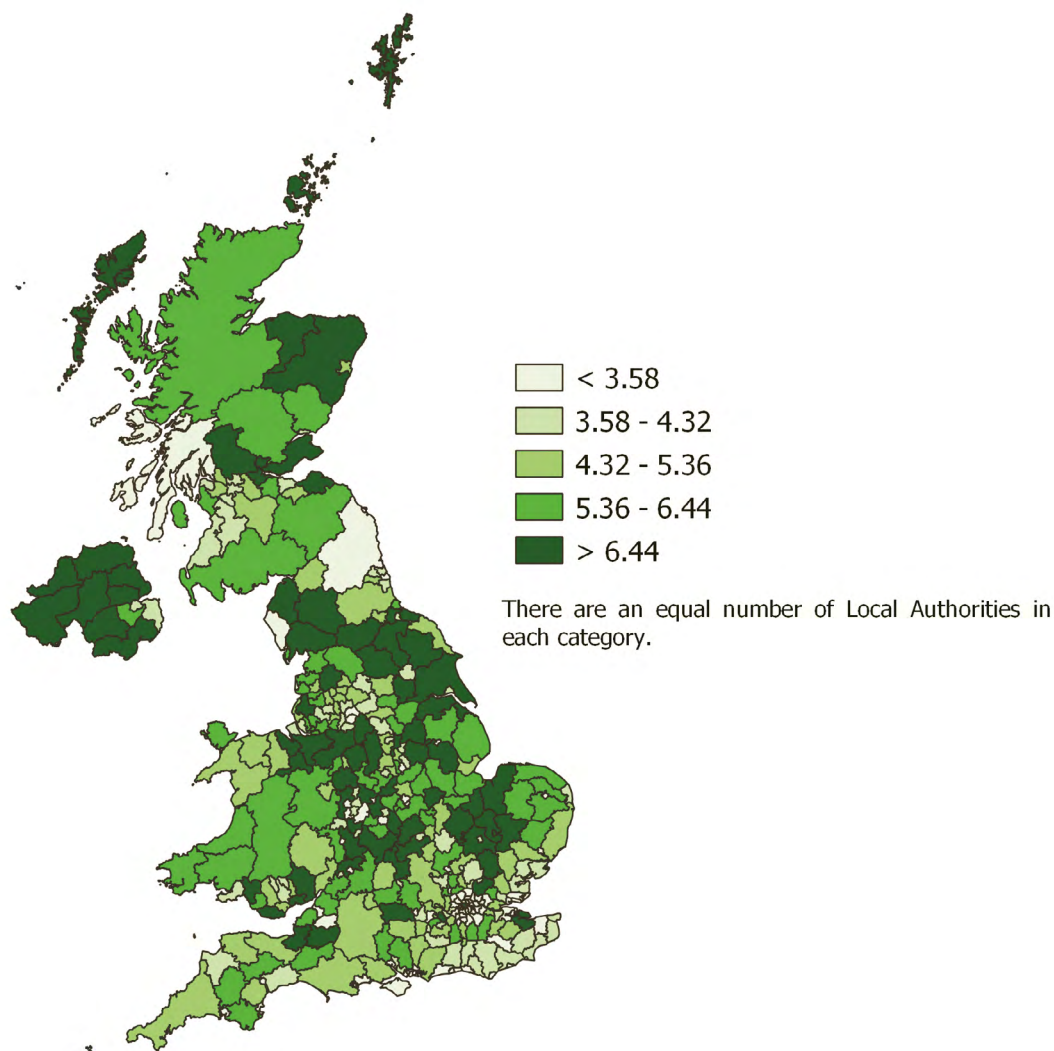 < 3.58
3.58 - 4.32
4.32 - 5.36
5.36 - 6.44
> 6.44
There are an equal number of Local Authorities in
each category.